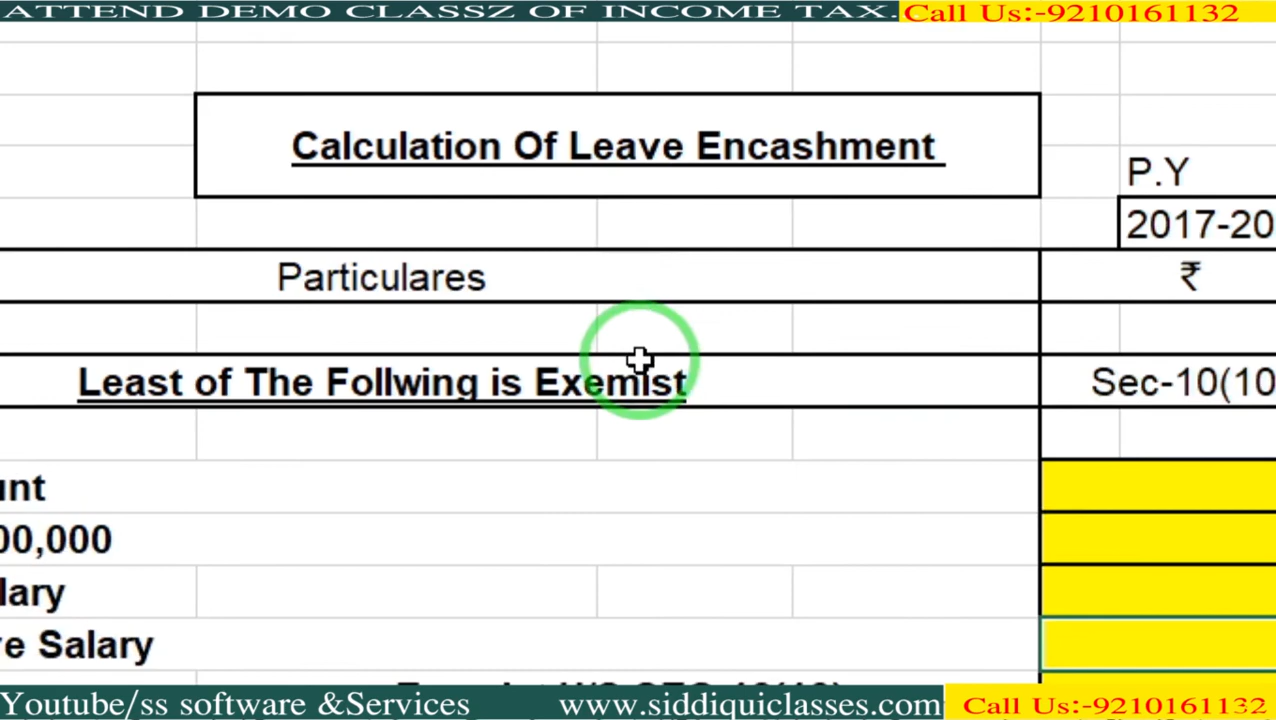 ATTEND DEMO CLASSZ OF INCOME TAX. Call Us:-9210161132
Calculation Of Leave Encashment
P.Y
2017-20
Particulares ₹
Least of The Follwing is Exemist Sec-10(10
unt
00,000
lary
e Salary
Youtube/ss software &Services www.siddiquiclasses.com Call Us:-9210161132